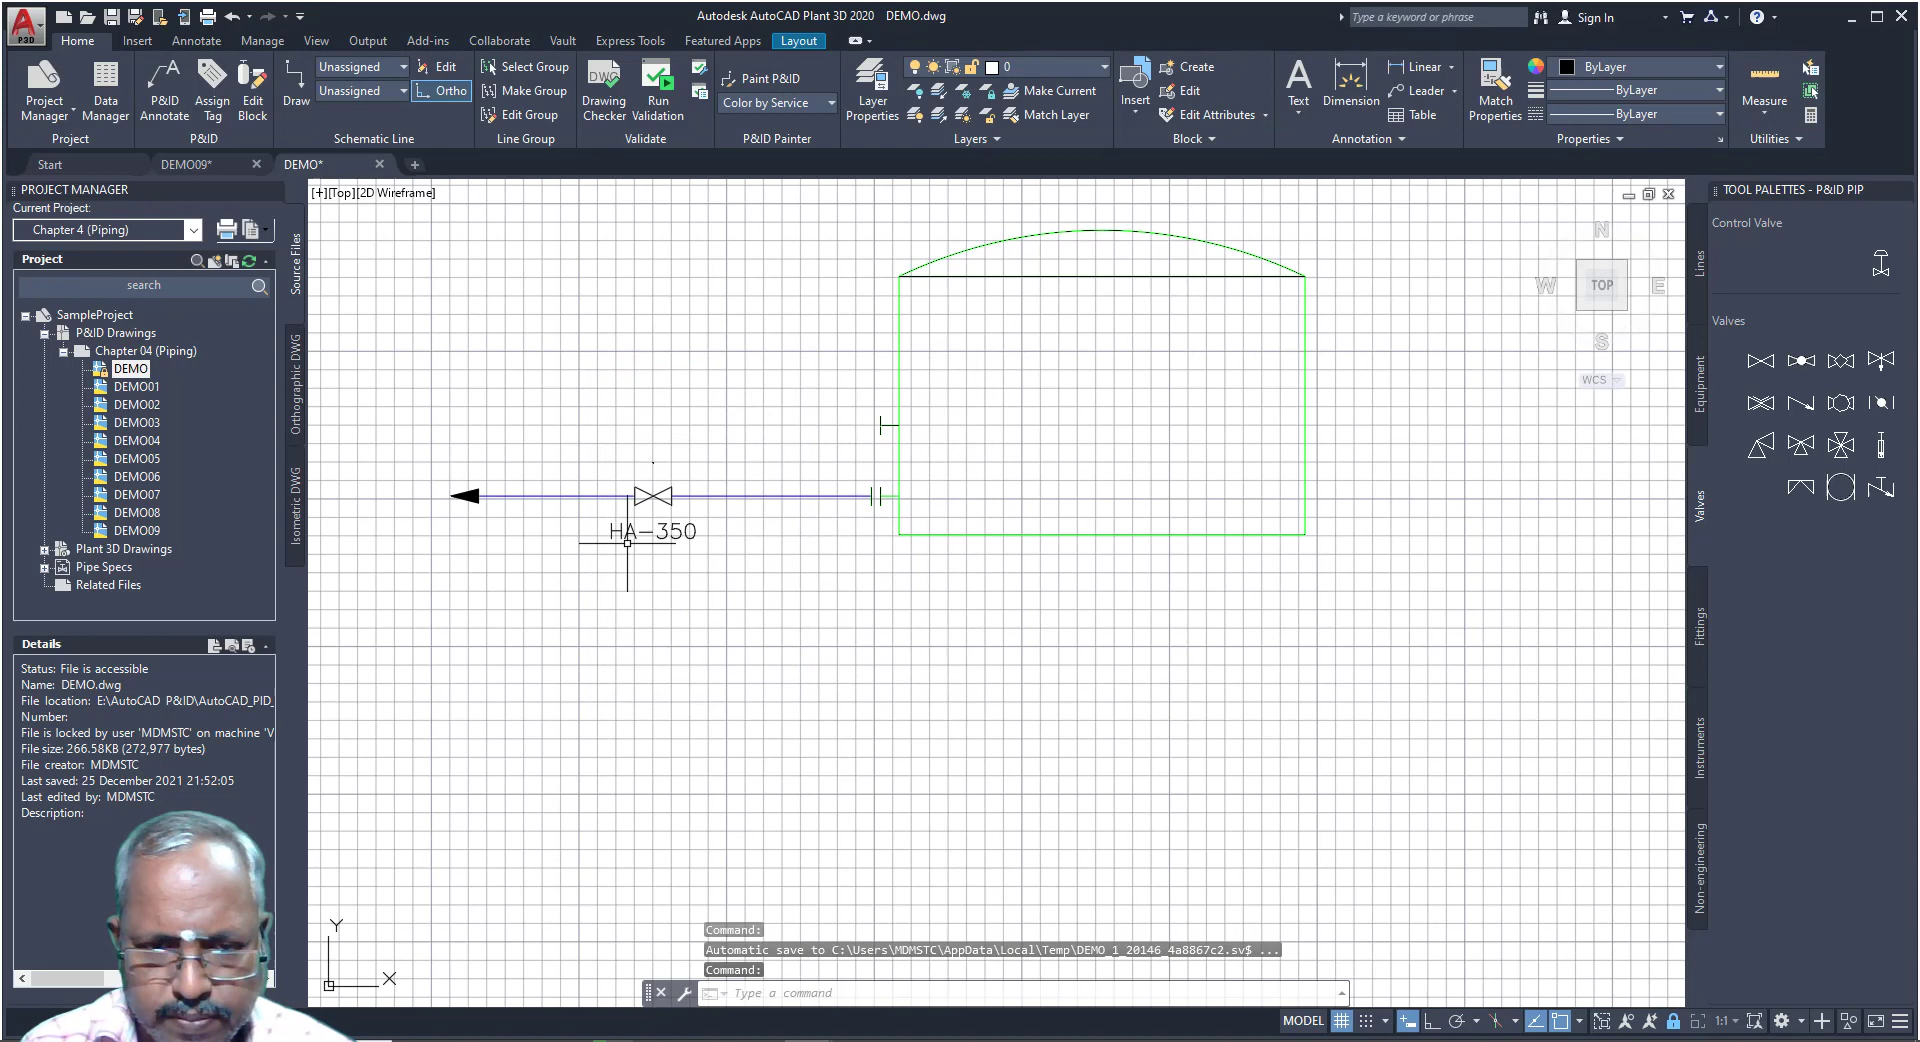 Autodesk AutoCAD Plant 3D 2020 DEMO.dwg
Type a keyword or phrase
Sign In
P3D
Home Insert Annotate Manage View Output Add-ins Collaborate Vault Express Tools Featured Apps Layout
Project Manager
Data Manager
Project
P&ID Annotate
Assign Tag
Edit Block
P&ID
Draw
Unassigned
Unassigned
Edit
Ortho
Schematic Line
Select Group
Make Group
Edit Group
Line Group
DWG
Drawing Checker
Run Validation
Validate
Paint P&ID
Color by Service
P&ID Painter
Layer Properties
0
Make Current
Match Layer
Layers
Insert
Create
Edit
Edit Attributes
Block
Text
Dimension
Linear
Leader
Table
Annotation
Match Properties
ByLayer
ByLayer
ByLayer
Properties
Measure
Utilities
Start
DEMO09*
DEMO*
PROJECT MANAGER
Current Project:
Chapter 4 (Piping)
Project
search
SampleProject
P&ID Drawings
Chapter 04 (Piping)
DEMO
DEMO01
DEMO02
DEMO03
DEMO04
DEMO05
DEMO06
DEMO07
DEMO08
DEMO09
Plant 3D Drawings
Pipe Specs
Related Files
Source Files
Orthographic DWG
Isometric DWG
Details
Status: File is accessible
Name: DEMO.dwg
File location: E:\AutoCAD P&ID\AutoCAD_PID_
Number:
File is locked by user 'MDMSTC' on machine 'V
File size: 266.58KB (272,977 bytes)
File creator: MDMSTC
Last saved: 25 December 2021 21:52:05
Last edited by: MDMSTC
Description:
[+][Top][2D Wireframe]
HA-350
N
W
TOP
E
S
WCS
Y
X
Command:
Automatic save to C:\Users\MDMSTC\AppData\Local\Temp\DEMO_1_20146_4a8867c2.sv$ ...
Command:
Type a command
MODEL
1:1
TOOL PALETTES - P&ID PIP
Control Valve
Valves
Lines
Equipment
Valves
Fittings
Instruments
Non-engineering